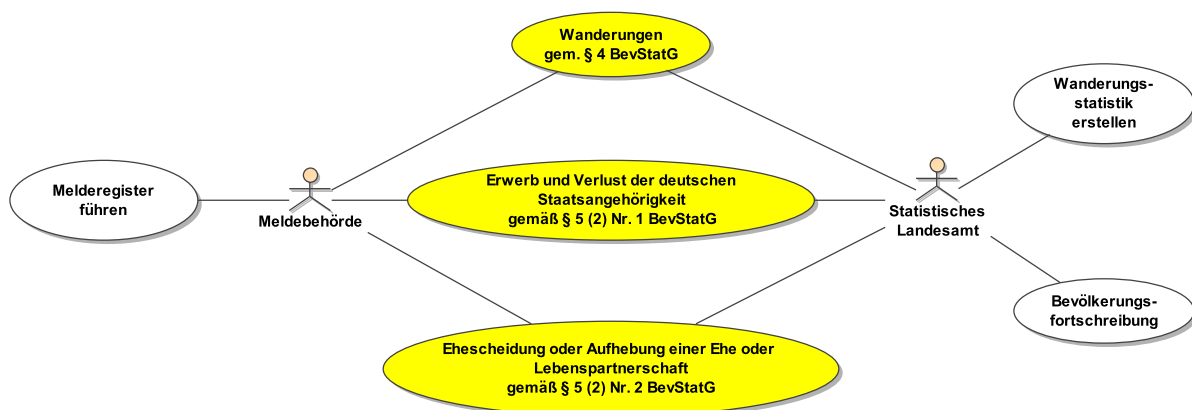 Wanderungen
gem. § 4 BevStatG
Wanderungs-
statistik
erstellen
Melderegister
führen
Meldebehörde
Erwerb und Verlust der deutschen
Staatsangehörigkeit
gemäß § 5 (2) Nr. 1 BevStatG
Statistisches
Landesamt
Bevölkerungs-
fortschreibung
Ehescheidung oder Aufhebung einer Ehe oder
Lebenspartnerschaft
gemäß § 5 (2) Nr. 2 BevStatG